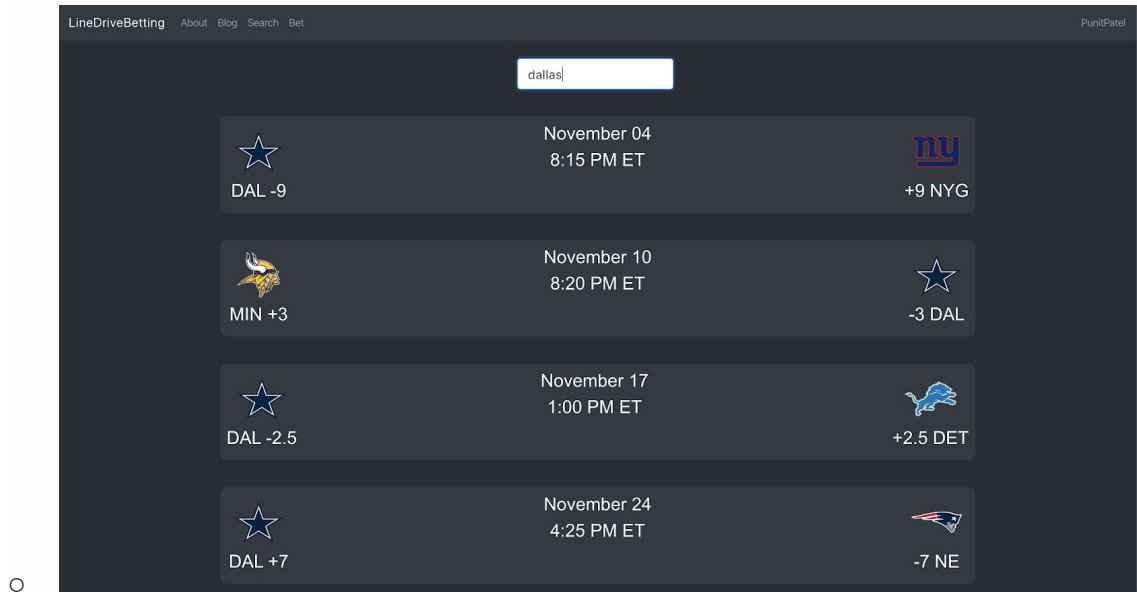 LineDriveBetting About Blog Search Bet PunitPatel
dallas
November 04
8:15 PM ET
ny
DAL -9 +9 NYG
November 10
8:20 PM ET
MIN +3 -3 DAL
November 17
1:00 PM ET
DAL -2.5 +2.5 DET
November 24
4:25 PM ET
DAL +7 -7 NE